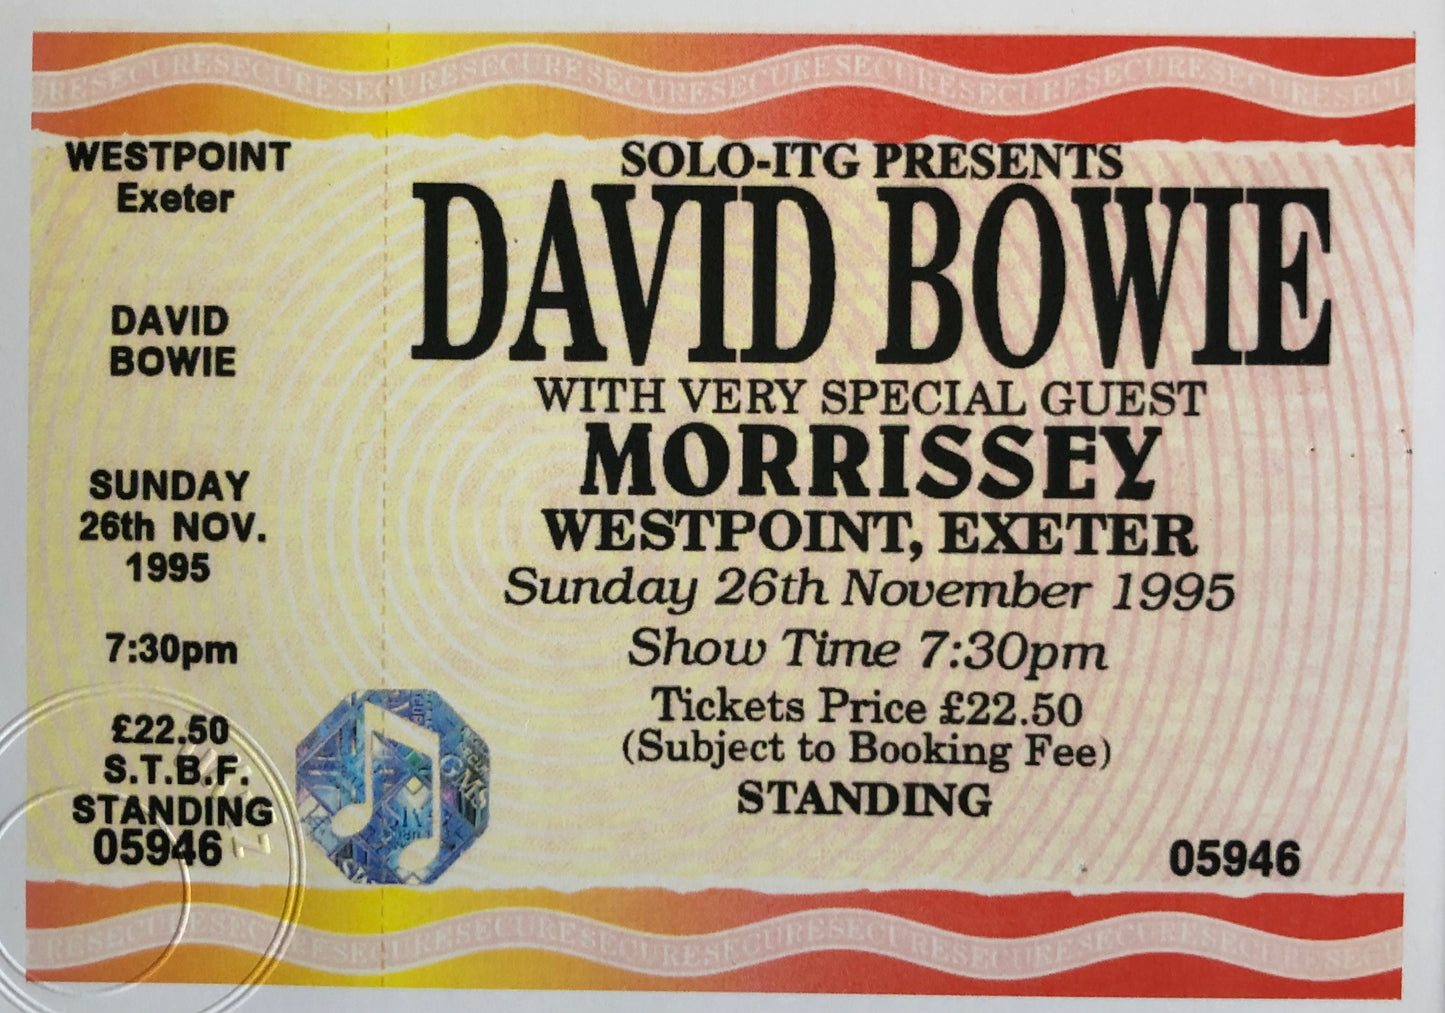 RESECURESECURESECURESECURESECURESECURESECURESECURESECURESECU
WESTPOINT
Exeter
DAVID
BOWIE
SUNDAY
26th NOV.
1995
7:30pm
£22.50
S.T.B.F.
STANDING
05946
SOLO-ITG PRESENTS
DAVID BOWIE
WITH VERY SPECIAL GUEST
MORRISSEY
WESTPOINT, EXETER
Sunday 26th November 1995
Show Time 7:30pm
Tickets Price £22.50
(Subject to Booking Fee)
STANDING
05946